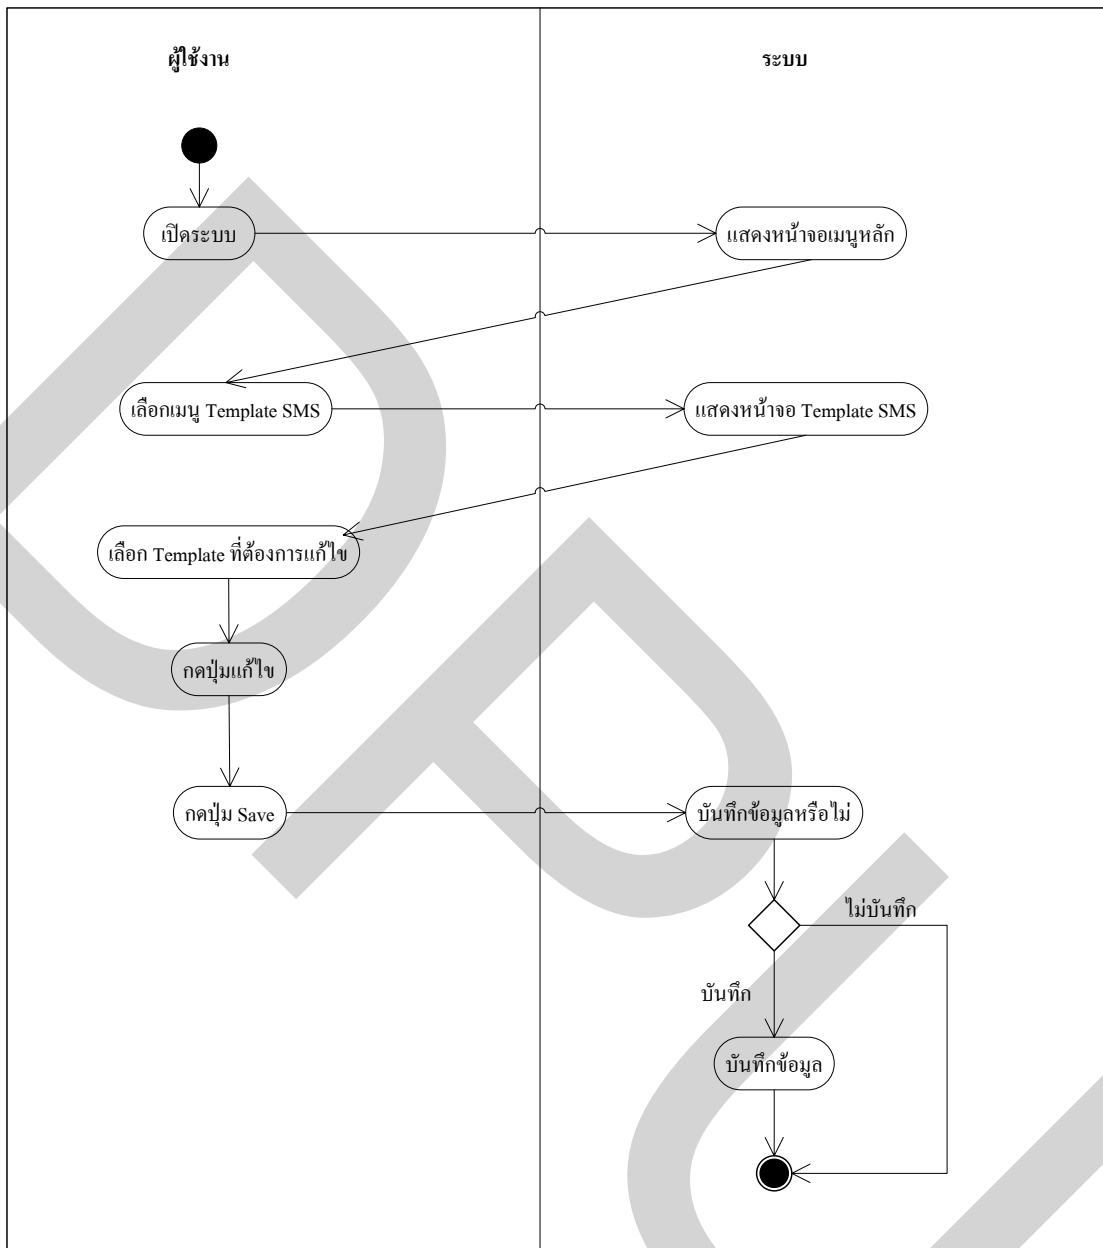 ผู้ใช้งาน
ระบบ
เปิดระบบ
แสดงหน้าจอเมนูหลัก
เลือกเมนู Template SMS
แสดงหน้าจอ Template SMS
เลือก Template ที่ต้องการแก้ไข
กดปุ่มแก้ไข
กดปุ่ม Save
บันทึกข้อมูลหรือไม่
ไม่บันทึก
บันทึก
บันทึกข้อมูล